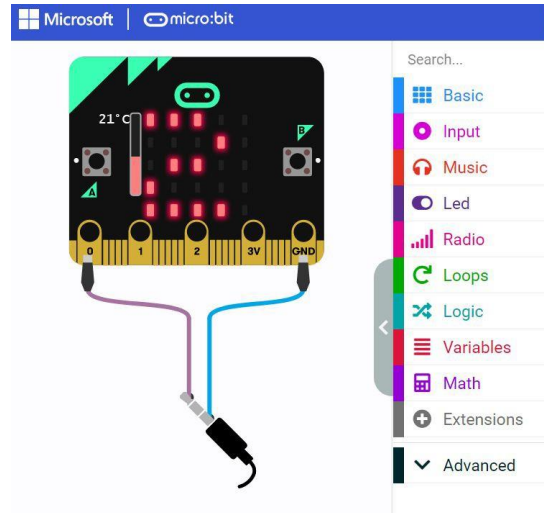 Microsoft micro:bit
Search...
21°C
B
A
0 1 2 3V GND
Basic
Input
Music
Led
Radio
Loops
Logic
Variables
Math
Extensions
Advanced